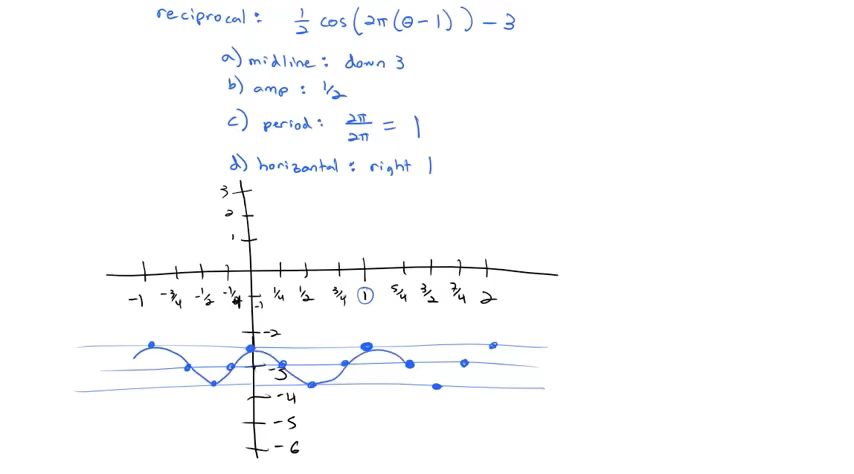 reciprocal: 1/2 cos(2π(θ-1))-3
a) midline: down 3
b) amp: 1/2
c) period: 2π/2π = 1
d) horizontal: right 1
3
2
1
-1 -3/4 -1/2 -1/4 1/4 1/2 3/4 1 5/4 3/2 7/4 2
-1
-2
-3
-4
-5
-6